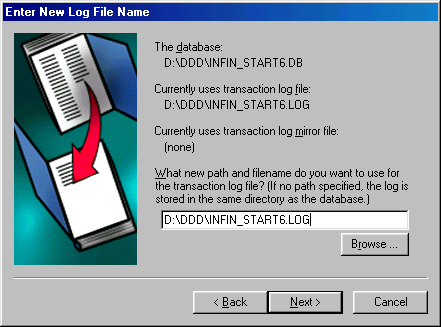 Enter New Log File Name
The database:
D:\DDD\INFIN_START6.DB
Currently uses transaction log file:
D:\DDD\INFIN_START6.LOG
Currently uses transaction log mirror file:
(none)
What new path and filename do you want to use for
the transaction log file? (If no path specified, the log is
stored in the same directory as the database.)
D:\DDD\INFIN_START6.LOG
Browse ...
< Back
Next >
Cancel